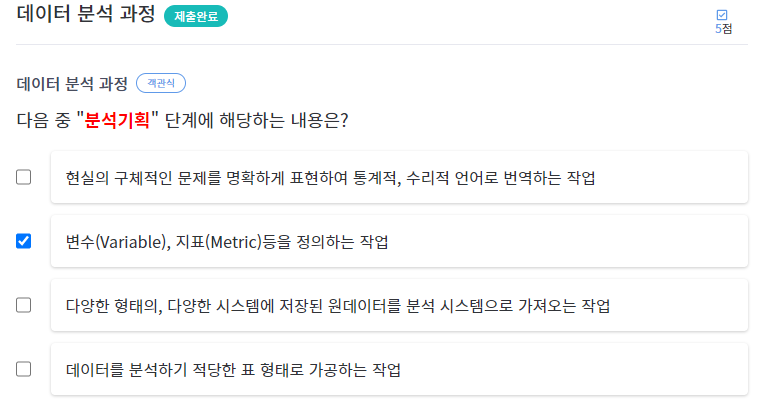 데이터 분석 과정 제출완료
5점
데이터 분석 과정 객관식
다음 중 "분석기획" 단계에 해당하는 내용은?
현실의 구체적인 문제를 명확하게 표현하여 통계적, 수리적 언어로 번역하는 작업
변수(Variable), 지표(Metric)등을 정의하는 작업
다양한 형태의, 다양한 시스템에 저장된 원데이터를 분석 시스템으로 가져오는 작업
데이터를 분석하기 적당한 표 형태로 가공하는 작업